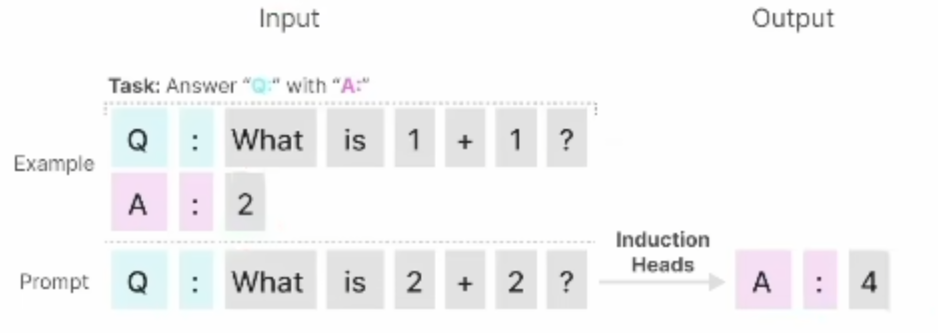 Input Output
Task: Answer “Q:” with “A:”
Example
Q : What is 1 + 1 ?
A : 2
Prompt Q : What is 2 + 2 ?
Induction
Heads
A : 4